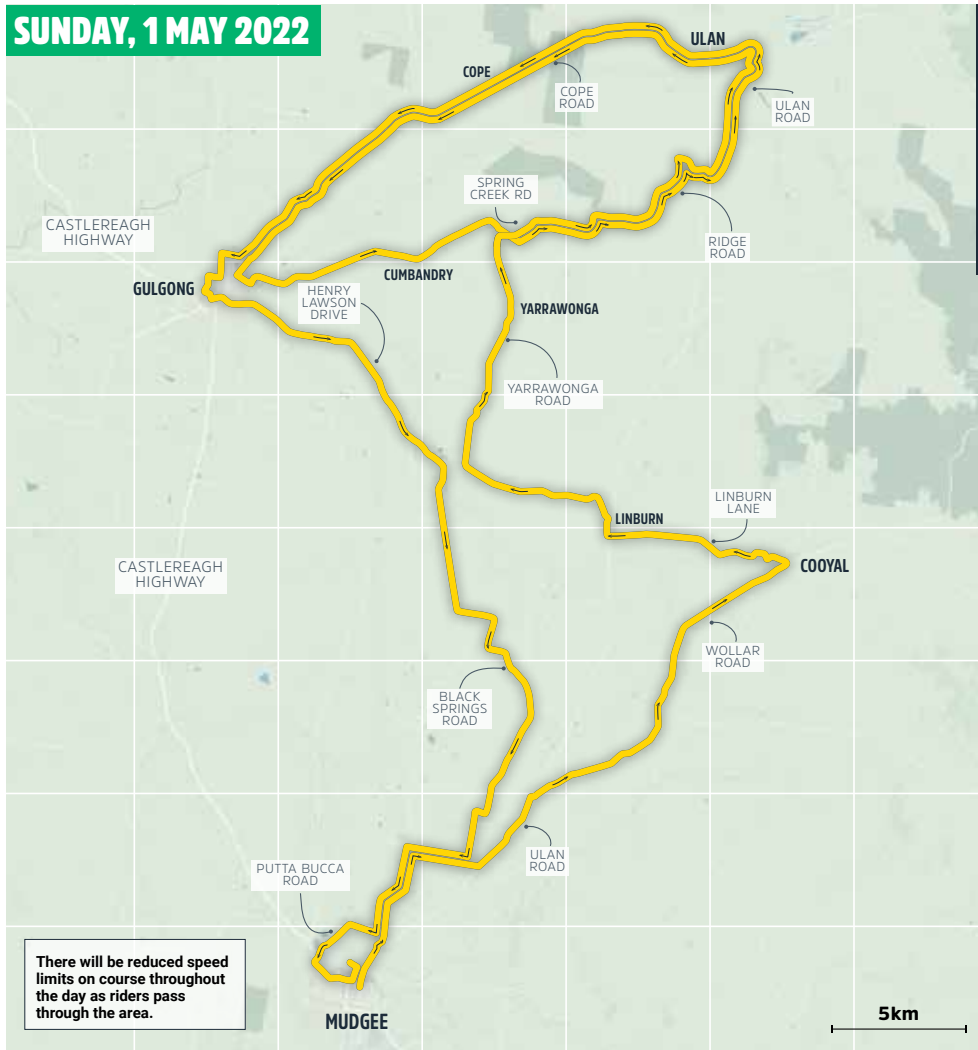 SUNDAY, 1 MAY 2022
ULAN
COPE
COPE
ROAD
ULAN
ROAD
SPRING
CREEK RD
CASTLEREAGH
HIGHWAY
RIDGE
ROAD
CUMBANDRY
GULGONG
HENRY
LAWSON
DRIVE
YARRAWONGA
YARRAWONGA
ROAD
LINBURN
LANE
LINBURN
COOYAL
CASTLEREAGH
HIGHWAY
WOLLAR
ROAD
BLACK
SPRINGS
ROAD
ULAN
ROAD
PUTTA BUCCA
ROAD
There will be reduced speed
limits on course throughout
the day as riders pass
through the area.
5km
MUDGEE